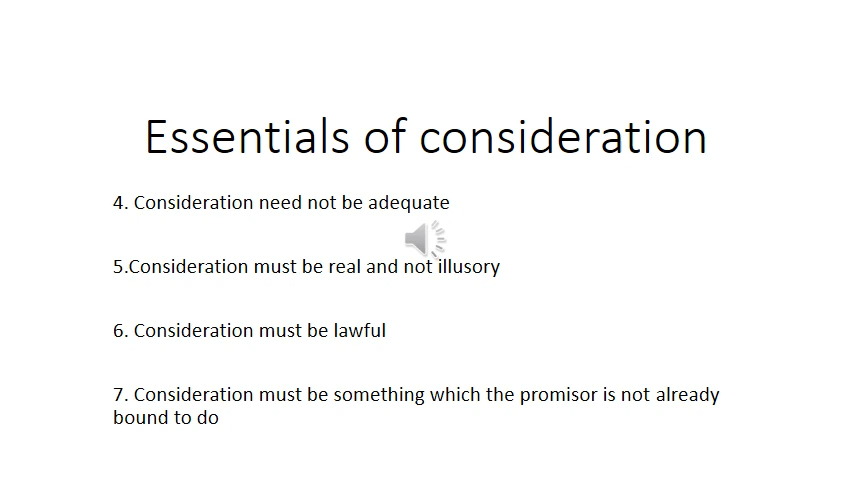 Essentials of consideration
4. Consideration need not be adequate
5.Consideration must be real and not illusory
6. Consideration must be lawful
7. Consideration must be something which the promisor is not already
bound to do